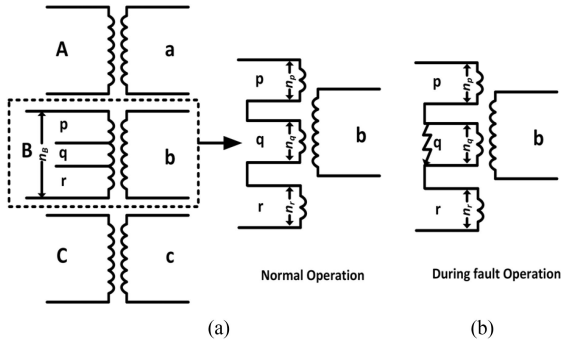 A a
B n_B p q r b
C c
p n_p
q n_q b
r n_r
Normal Operation
p n_p
q n_q b
r n_r
During fault Operation
(a) (b)